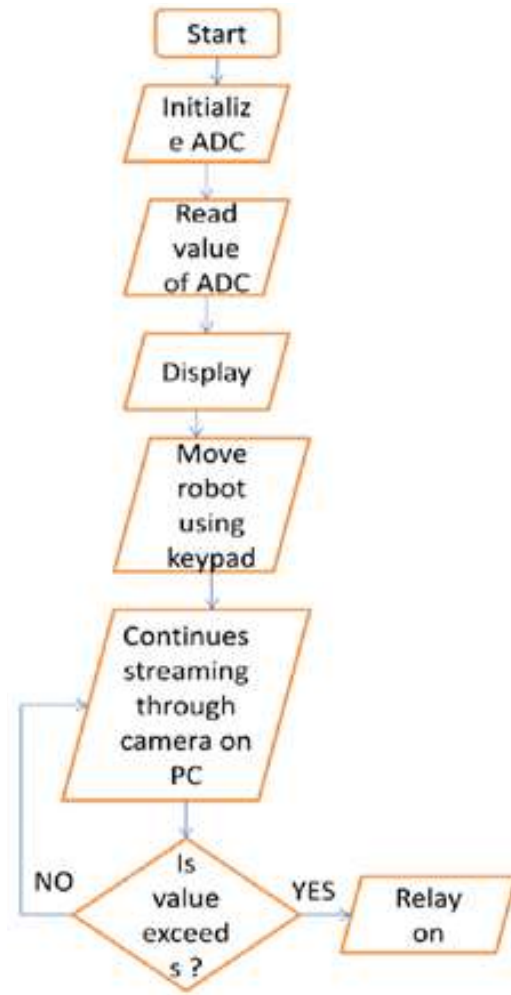 Start
Initializ
e ADC
Read
value
of ADC
Display
Move
robot
using
keypad
Continues
streaming
through
camera on
PC
Is
value
exceed
s ?
NO
YES
Relay
on